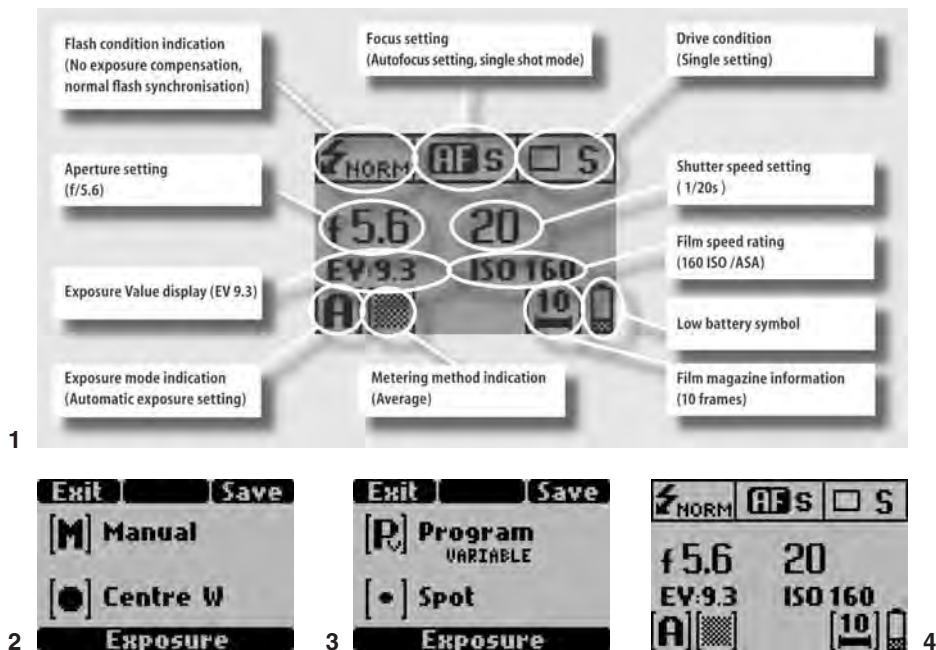 Flash condition indication
(No exposure compensation,
normal flash synchronisation)
Focus setting
(Autofocus setting, single shot mode)
Drive condition
(Single setting)
NORM AF S S
Aperture setting
(f/5.6)
Shutter speed setting
( 1/20s )
f 5.6 20
Film speed rating
(160 ISO /ASA)
EV:9.3 ISO 160
Exposure Value display (EV 9.3)
A 10
Low battery symbol
Exposure mode indication
(Automatic exposure setting)
Metering method indication
(Average)
Film magazine information
(10 frames)
1
Exit Save
[M] Manual
[●] Centre W
Exposure
2
Exit Save
[Pv] Program
VARIABLE
[•] Spot
Exposure
3
NORM AF S S
f 5.6 20
EV:9.3 ISO 160
[A] [10]
4